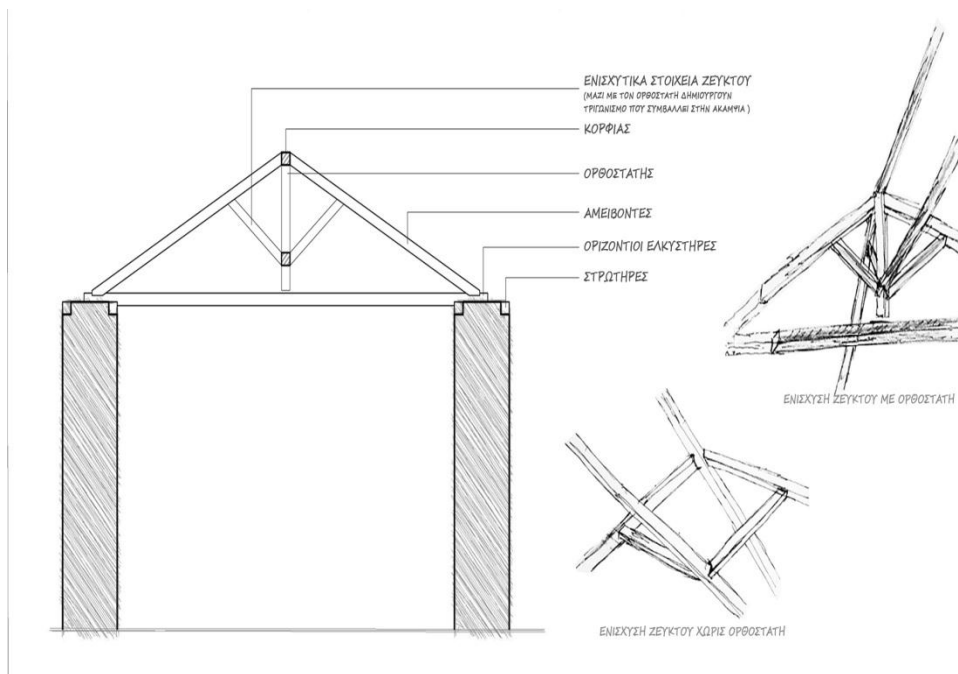 ΕΝΙΣΧΥΤΙΚΑ ΣΤΟΙΧΕΙΑ ΖΕΥΚΤΟΥ
(ΜΑΖΙ ΜΕ ΤΟΝ ΟΡΘΟΣΤΑΤΗ ΔΗΜΙΟΥΡΓΟΥΝ
ΤΡΙΓΩΝΙΣΜΟ ΠΟΥ ΣΥΜΒΑΛΛΕΙ ΣΤΗΝ ΑΚΑΜΨΙΑ )
ΚΟΡΦΙΑΣ
ΟΡΘΟΣΤΑΤΗΣ
ΑΜΕΙΒΟΝΤΕΣ
ΟΡΙΖΟΝΤΙΟΙ ΕΛΚΥΣΤΗΡΕΣ
ΣΤΡΩΤΗΡΕΣ
ΕΝΙΣΧΥΣΗ ΖΕΥΚΤΟΥ ΜΕ ΟΡΘΟΣΤΑΤΗ
ΕΝΙΣΧΥΣΗ ΖΕΥΚΤΟΥ ΧΩΡΙΣ ΟΡΘΟΣΤΑΤΗ